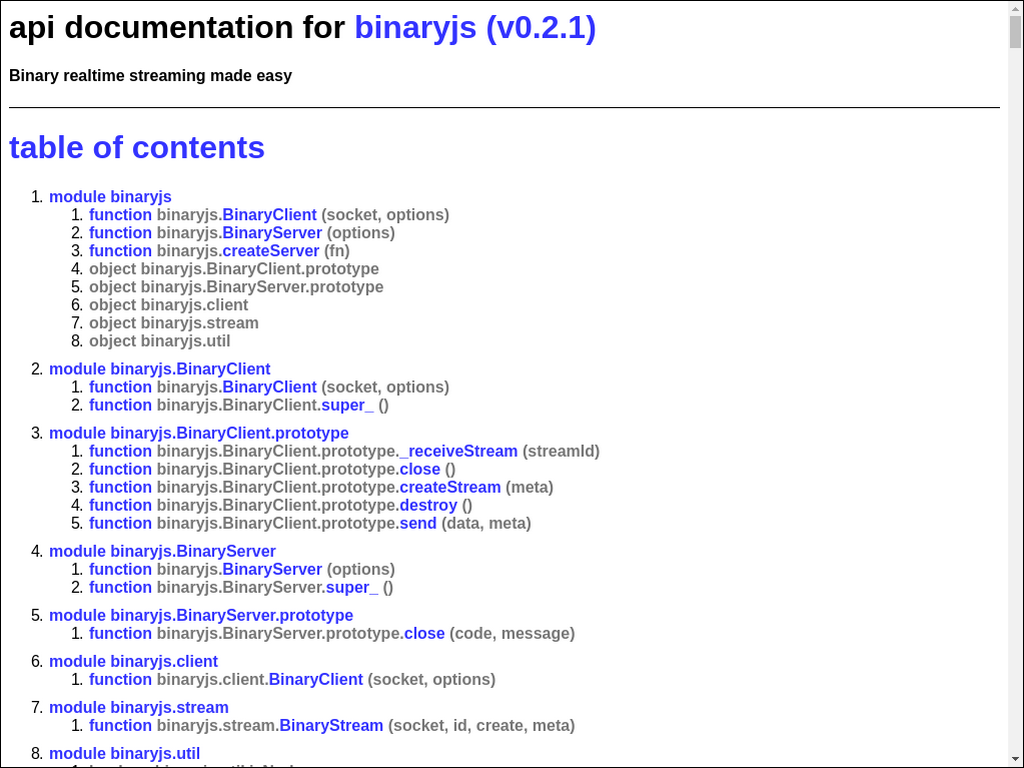 api documentation for binaryjs (v0.2.1)
Binary realtime streaming made easy
table of contents
1. module binaryjs
1. function binaryjs.BinaryClient (socket, options)
2. function binaryjs.BinaryServer (options)
3. function binaryjs.createServer (fn)
4. object binaryjs.BinaryClient.prototype
5. object binaryjs.BinaryServer.prototype
6. object binaryjs.client
7. object binaryjs.stream
8. object binaryjs.util
2. module binaryjs.BinaryClient
1. function binaryjs.BinaryClient (socket, options)
2. function binaryjs.BinaryClient.super_ ()
3. module binaryjs.BinaryClient.prototype
1. function binaryjs.BinaryClient.prototype._receiveStream (streamId)
2. function binaryjs.BinaryClient.prototype.close ()
3. function binaryjs.BinaryClient.prototype.createStream (meta)
4. function binaryjs.BinaryClient.prototype.destroy ()
5. function binaryjs.BinaryClient.prototype.send (data, meta)
4. module binaryjs.BinaryServer
1. function binaryjs.BinaryServer (options)
2. function binaryjs.BinaryServer.super_ ()
5. module binaryjs.BinaryServer.prototype
1. function binaryjs.BinaryServer.prototype.close (code, message)
6. module binaryjs.client
1. function binaryjs.client.BinaryClient (socket, options)
7. module binaryjs.stream
1. function binaryjs.stream.BinaryStream (socket, id, create, meta)
8. module binaryjs.util